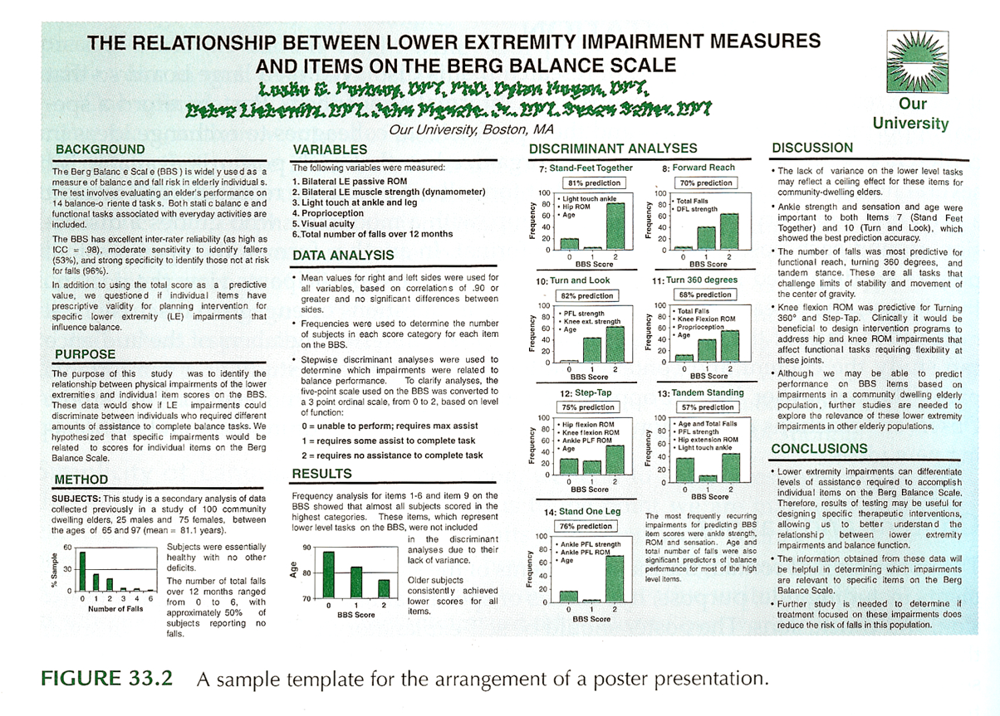 THE RELATIONSHIP BETWEEN LOWER EXTREMITY IMPAIRMENT MEASURES
AND ITEMS ON THE BERG BALANCE SCALE
Our University, Boston, MA
Our
University
BACKGROUND
The Berg Balance Scale (BBS) is widely used as a
measure of balance and fall risk in elderly individuals.
The test involves evaluating an elder's performance on
14 balance-oriented tasks. Both static balance and
functional tasks associated with everyday activities are
included.
The BBS has excellent inter-rater reliability (as high as
ICC = .98), moderate sensitivity to identify fallers
(53%), and strong specificity to identify those not at risk
for falls (96%).
In addition to using the total score as a predictive
value, we questioned if individual items have
prescriptive validity for planning intervention for
specific lower extremity (LE) impairments that
influence balance.
PURPOSE
The purpose of this study was to identify the
relationship between physical impairments of the lower
extremities and individual item scores on the BBS.
These data would show if LE impairments could
discriminate between individuals who required different
amounts of assistance to complete balance tasks. We
hypothesized that specific impairments would be
related to scores for individual items on the Berg
Balance Scale.
METHOD
SUBJECTS: This study is a secondary analysis of data
collected previously in a study of 100 community
dwelling elders, 25 males and 75 females, between
the ages of 65 and 97 (mean = 81.1 years).
% Sample
60
30
0
0 1 2 3 4 6
Number of Falls
Subjects were essentially
healthy with no other
deficits.
The number of total falls
over 12 months ranged
from 0 to 6, with
approximately 50% of
subjects reporting no
falls.
VARIABLES
The following variables were measured:
1. Bilateral LE passive ROM
2. Bilateral LE muscle strength (dynamometer)
3. Light touch at ankle and leg
4. Proprioception
5. Visual acuity
6. Total number of falls over 12 months
DATA ANALYSIS
• Mean values for right and left sides were used for
all variables, based on correlations of .90 or
greater and no significant differences between
sides.
• Frequencies were used to determine the number
of subjects in each score category for each item
on the BBS.
• Stepwise discriminant analyses were used to
determine which impairments were related to
balance performance. To clarify analyses, the
five-point scale used on the BBS was converted to
a 3 point ordinal scale, from 0 to 2, based on level
of function:
0 = unable to perform; requires max assist
1 = requires some assist to complete task
2 = requires no assistance to complete task
RESULTS
Frequency analysis for items 1-6 and item 9 on the
BBS showed that almost all subjects scored in the
highest categories. These items, which represent
lower level tasks on the BBS, were not included
in the discriminant
analyses due to their
lack of variance.
Older subjects
consistently achieved
lower scores for all
items.
Age
90
80
70
0 1 2
BBS Score
DISCRIMINANT ANALYSES
7: Stand-Feet Together
81% prediction
Frequency
100
80
60
40
20
0
• Light touch ankle
• Hip ROM
• Age
0 1 2
BBS Score
8: Forward Reach
70% prediction
Frequency
100
80
60
40
20
0
• Total Falls
• DFL strength
0 1 2
BBS Score
10: Turn and Look
82% prediction
Frequency
100
80
60
40
20
0
• PFL strength
• Knee ext. strength
• Age
0 1 2
BBS Score
11: Turn 360 degrees
68% prediction
Frequency
100
80
60
40
20
0
• Total Falls
• Knee Flexion ROM
• Proprioception
• Age
0 1 2
BBS Score
12: Step-Tap
75% prediction
Frequency
100
80
60
40
20
0
• Hip flexion ROM
• Knee flexion ROM
• Ankle PLF ROM
• Age
0 1 2
BBS Score
13: Tandem Standing
57% prediction
Frequency
100
80
60
40
20
0
• Age and Total Falls
• PFL strength
• Hip extension ROM
• Light touch ankle
0 1 2
BBS Score
14: Stand One Leg
76% prediction
Frequency
100
80
60
40
20
0
• Ankle PFL strength
• Ankle PFL ROM
• Age
0 1 2
BBS Score
The most frequently recurring
impairments for predicting BBS
item scores were ankle strength,
ROM and sensation. Age and
total number of falls were also
significant predictors of balance
performance for most of the high
level items.
DISCUSSION
• The lack of variance on the lower level tasks
may reflect a ceiling effect for these items for
community-dwelling elders.
• Ankle strength and sensation and age were
important to both Items 7 (Stand Feet
Together) and 10 (Turn and Look), which
showed the best prediction accuracy.
• The number of falls was most predictive for
functional reach, turning 360 degrees, and
tandem stance. These are all tasks that
challenge limits of stability and movement of
the center of gravity.
• Knee flexion ROM was predictive for Turning
360° and Step-Tap. Clinically it would be
beneficial to design intervention programs to
address hip and knee ROM impairments that
affect functional tasks requiring flexibility at
these joints.
• Although we may be able to predict
performance on BBS items based on
impairments in a community dwelling elderly
population, further studies are needed to
explore the relevance of these lower extremity
impairments in other elderly populations.
CONCLUSIONS
• Lower extremity impairments can differentiate
levels of assistance required to accomplish
individual items on the Berg Balance Scale.
Therefore, results of testing may be useful for
designing specific therapeutic interventions,
allowing us to better understand the
relationship between lower extremity
impairments and balance function.
• The information obtained from these data will
be helpful in determining which impairments
are relevant to specific items on the Berg
Balance Scale.
• Further study is needed to determine if
treatment focused on these impairments does
reduce the risk of falls in this population.
FIGURE 33.2 A sample template for the arrangement of a poster presentation.